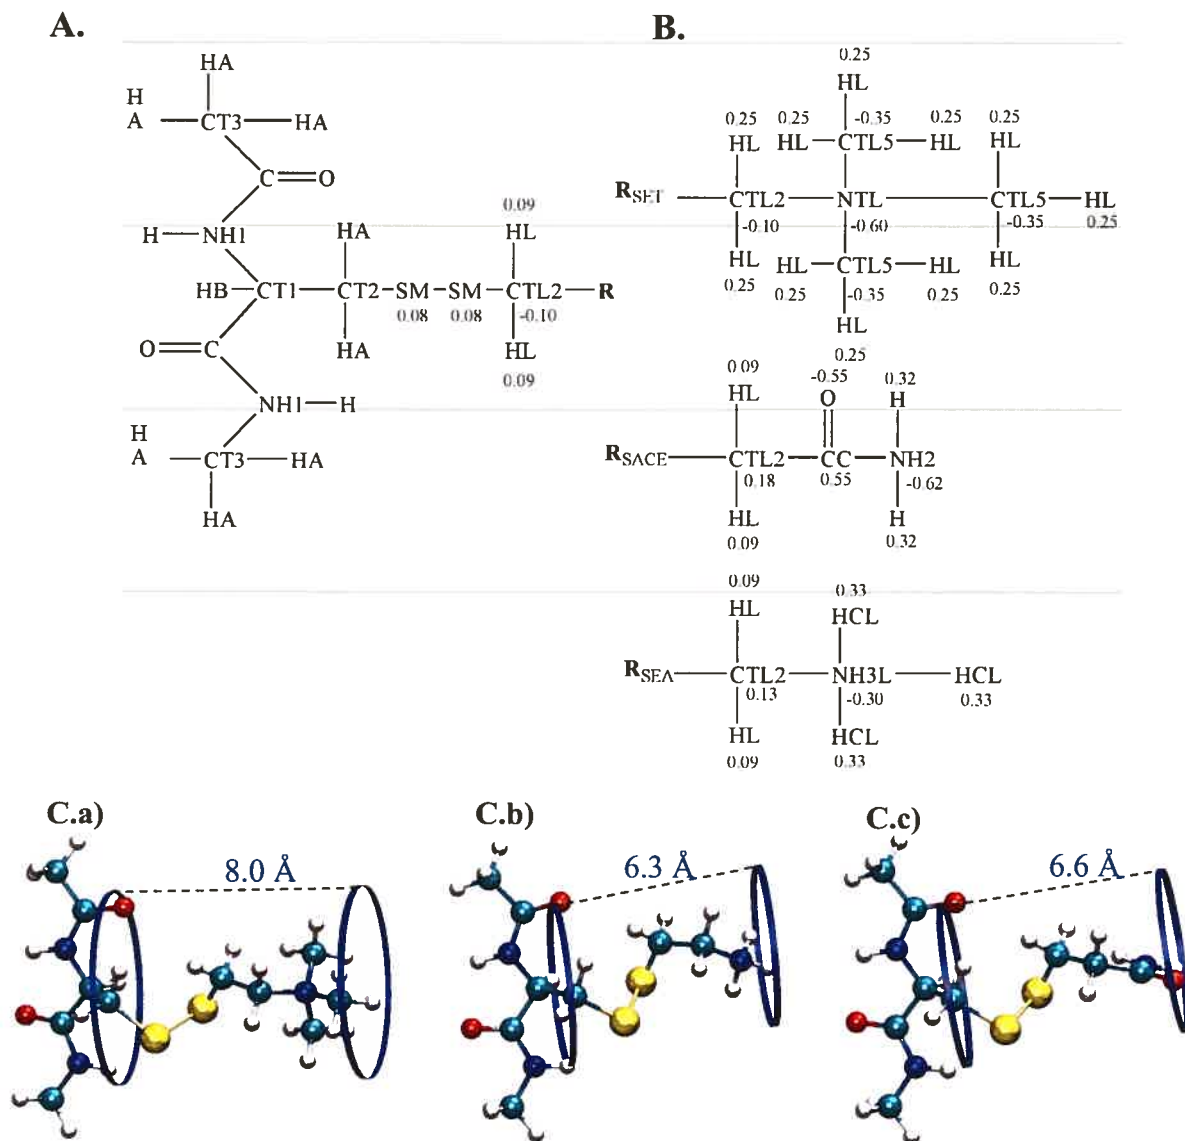 A. B.
HA
H
A CT3 HA
C O
H NH1
HB CT1 CT2 SM SM CTL2 R
HA HL
0.09
0.08 0.08 -0.10
HA HL
0.09
O C
NH1 H
H
A CT3 HA
HA
0.25
HL
0.25 0.25 -0.35 0.25 0.25
HL HL CTL5 HL HL
RSET CTL2 NTL CTL5 HL
-0.10 -0.60 -0.35 0.25
HL HL CTL5 HL HL
0.25 0.25 -0.35 0.25 0.25
HL
0.25
0.09 -0.55 0.32
HL O H
RSACE CTL2 CC NH2
0.18 0.55 -0.62
HL H
0.09 0.32
0.09 0.33
HL HCL
RSEA CTL2 NH3L HCL
0.13 -0.30 0.33
HL HCL
0.09 0.33
C.a) C.b) C.c)
8.0 Å 6.3 Å 6.6 Å